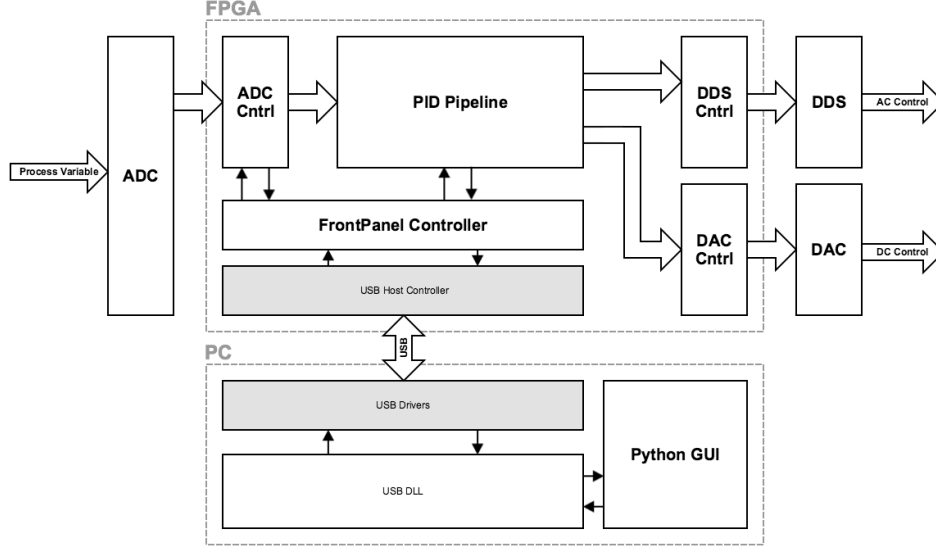 FPGA
ADC
Cntrl
PID Pipeline
DDS
Cntrl
DDS
AC Control
Process Variable
ADC
FrontPanel Controller
DAC
Cntrl
DAC
DC Control
USB Host Controller
USB
PC
USB Drivers
Python GUI
USB DLL